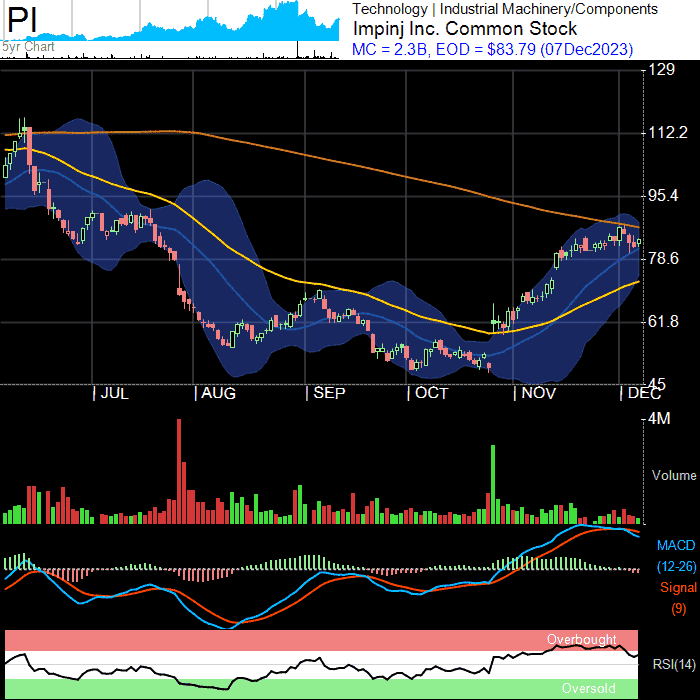 PI
5yr Chart
Technology | Industrial Machinery/Components
Impinj Inc. Common Stock
MC = 2.3B, EOD = $83.79 (07Dec2023)
129
112.2
95.4
78.6
61.8
45
| JUL | AUG | SEP | OCT | NOV | DEC
4M
Volume
MACD
(12-26)
Signal
(9)
Overbought
RSI(14)
Oversold